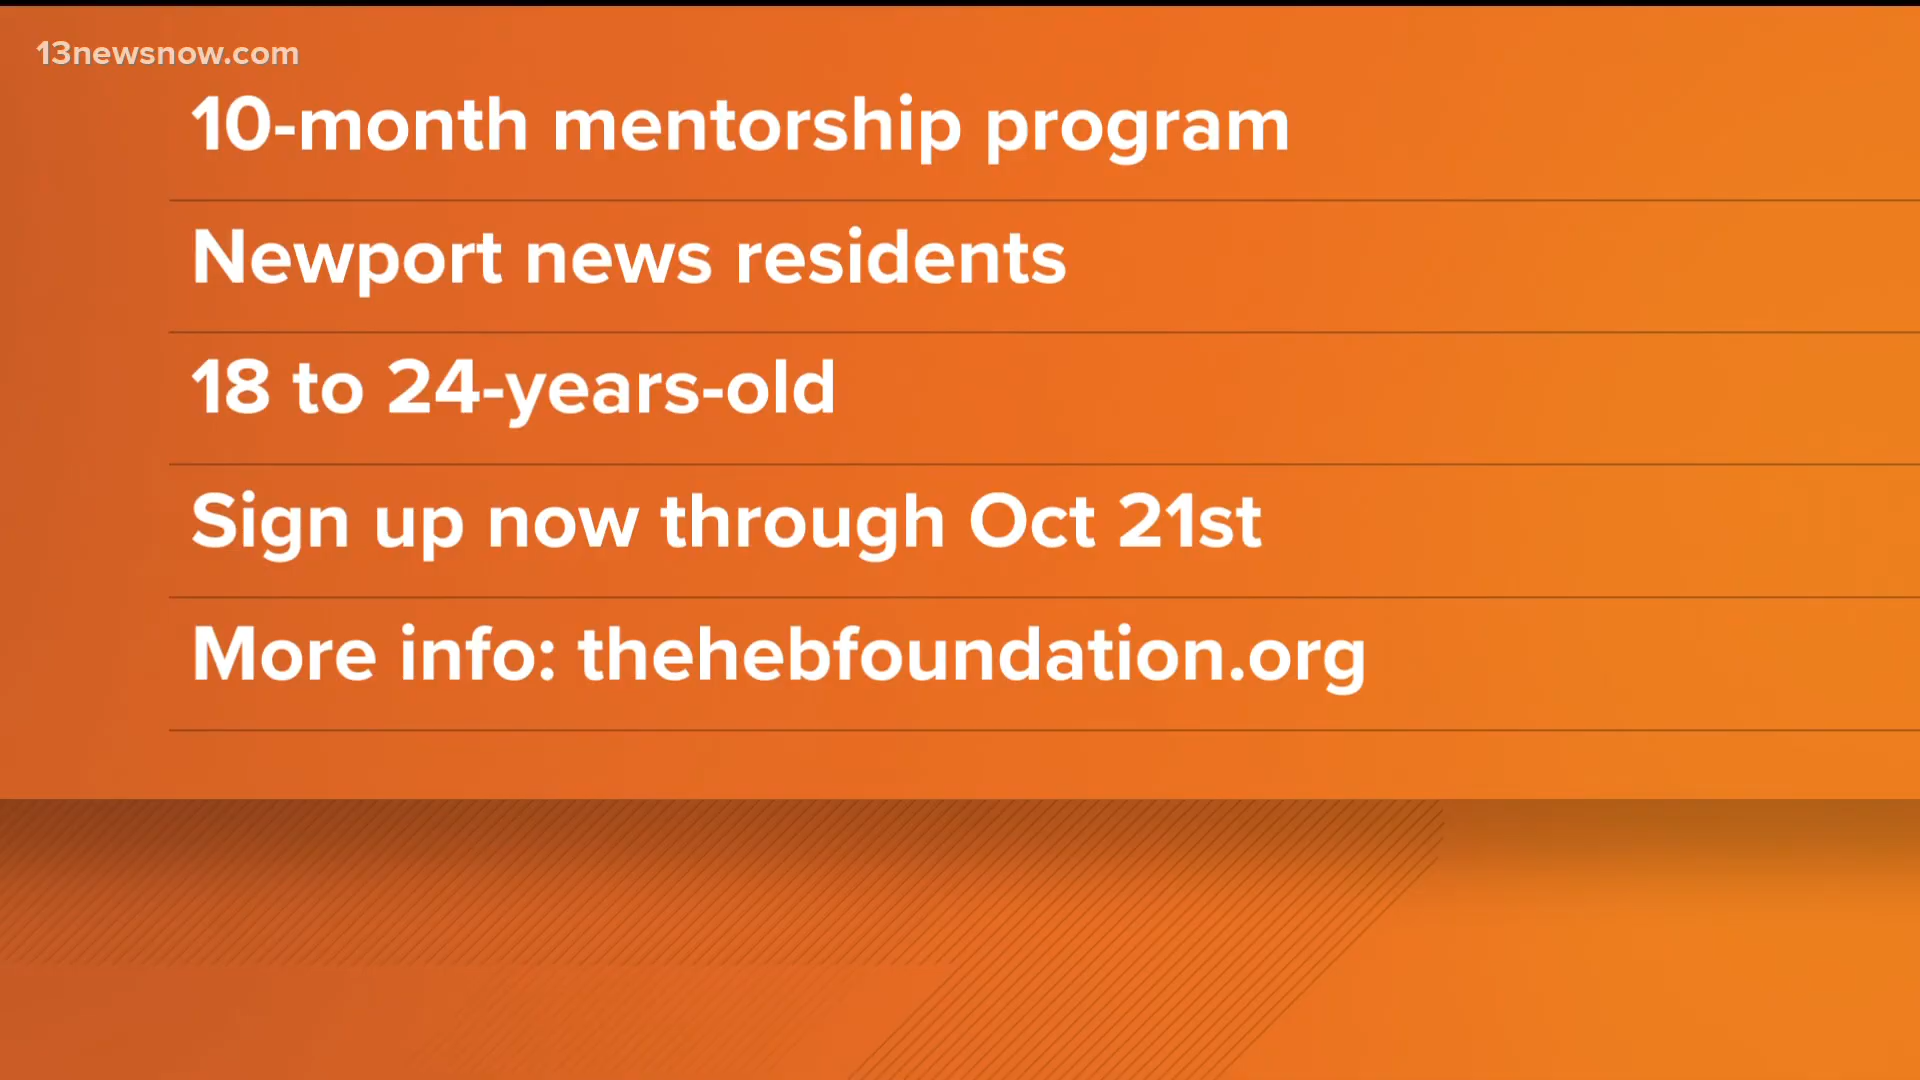 13newsnow.com
10-month mentorship program
Newport news residents
18 to 24-years-old
Sign up now through Oct 21st
More info: thehebfoundation.org